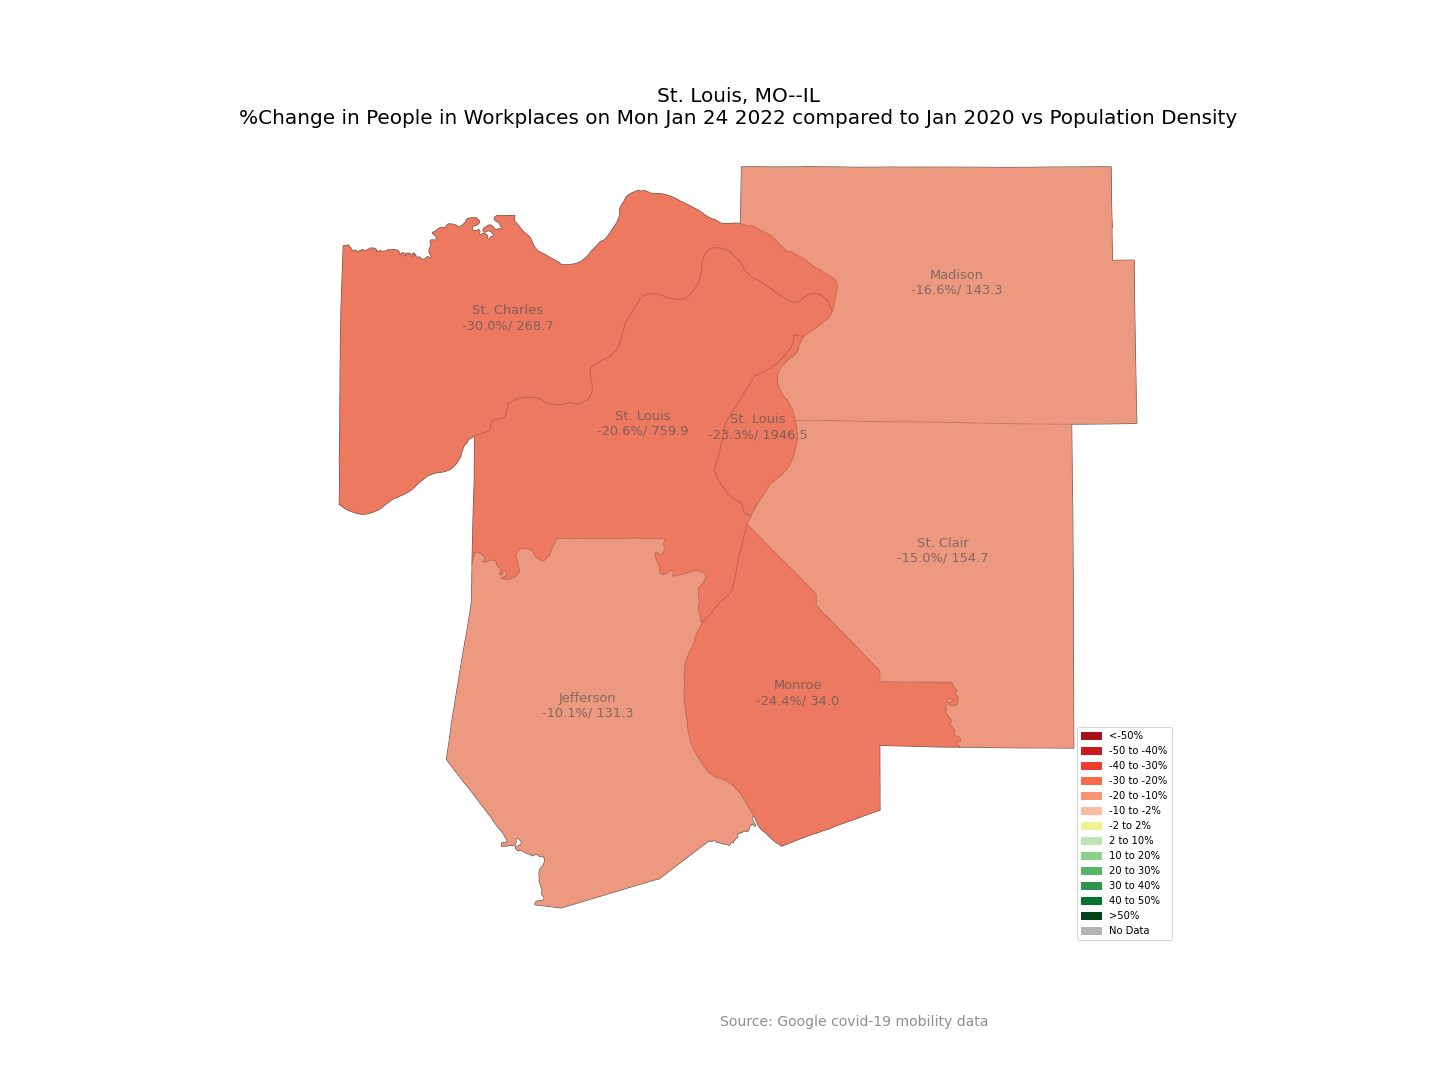 St. Louis, MO--IL
%Change in People in Workplaces on Mon Jan 24 2022 compared to Jan 2020 vs Population Density
Madison
-16.6%/ 143.3
St. Charles
-30.0%/ 268.7
St. Louis
-20.6%/ 759.9
St. Louis
-23.3%/ 1946.5
St. Clair
-15.0%/ 154.7
Monroe
-24.4%/ 34.0
Jefferson
-10.1%/ 131.3
<-50%
-50 to -40%
-40 to -30%
-30 to -20%
-20 to -10%
-10 to -2%
-2 to 2%
2 to 10%
10 to 20%
20 to 30%
30 to 40%
40 to 50%
>50%
No Data
Source: Google covid-19 mobility data